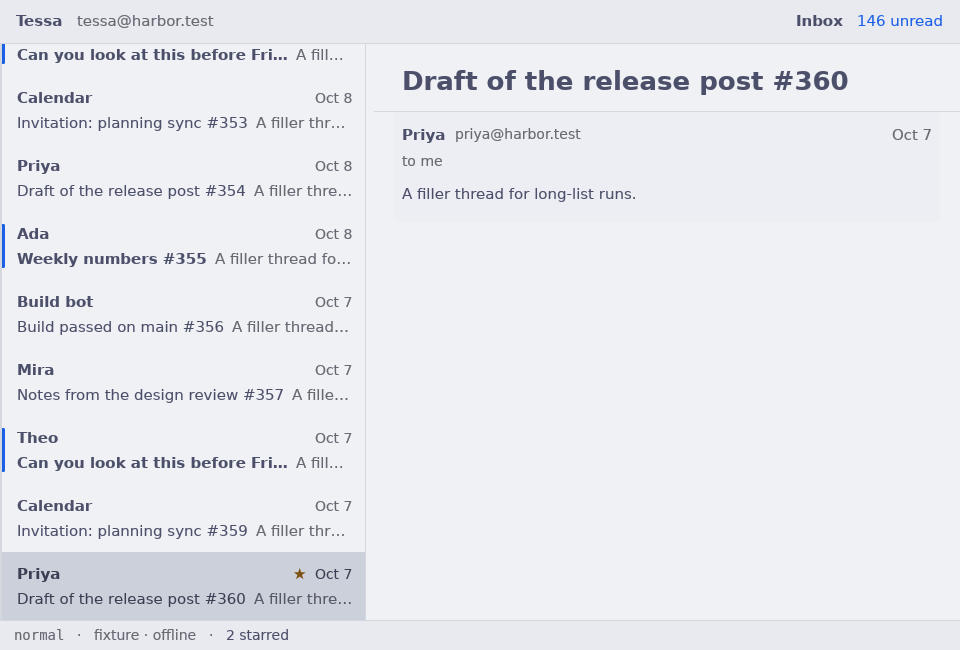 Tessa tessa@harbor.test Inbox 146 unread
Can you look at this before Fri… A fill…
Calendar Oct 8
Invitation: planning sync #353 A filler thr…
Priya Oct 8
Draft of the release post #354 A filler thre…
Ada Oct 8
Weekly numbers #355 A filler thread fo…
Build bot Oct 7
Build passed on main #356 A filler thread…
Mira Oct 7
Notes from the design review #357 A fille…
Theo Oct 7
Can you look at this before Fri… A fill…
Calendar Oct 7
Invitation: planning sync #359 A filler thr…
Priya ★ Oct 7
Draft of the release post #360 A filler thre…
Draft of the release post #360
Priya priya@harbor.test Oct 7
to me
A filler thread for long-list runs.
normal · fixture · offline · 2 starred